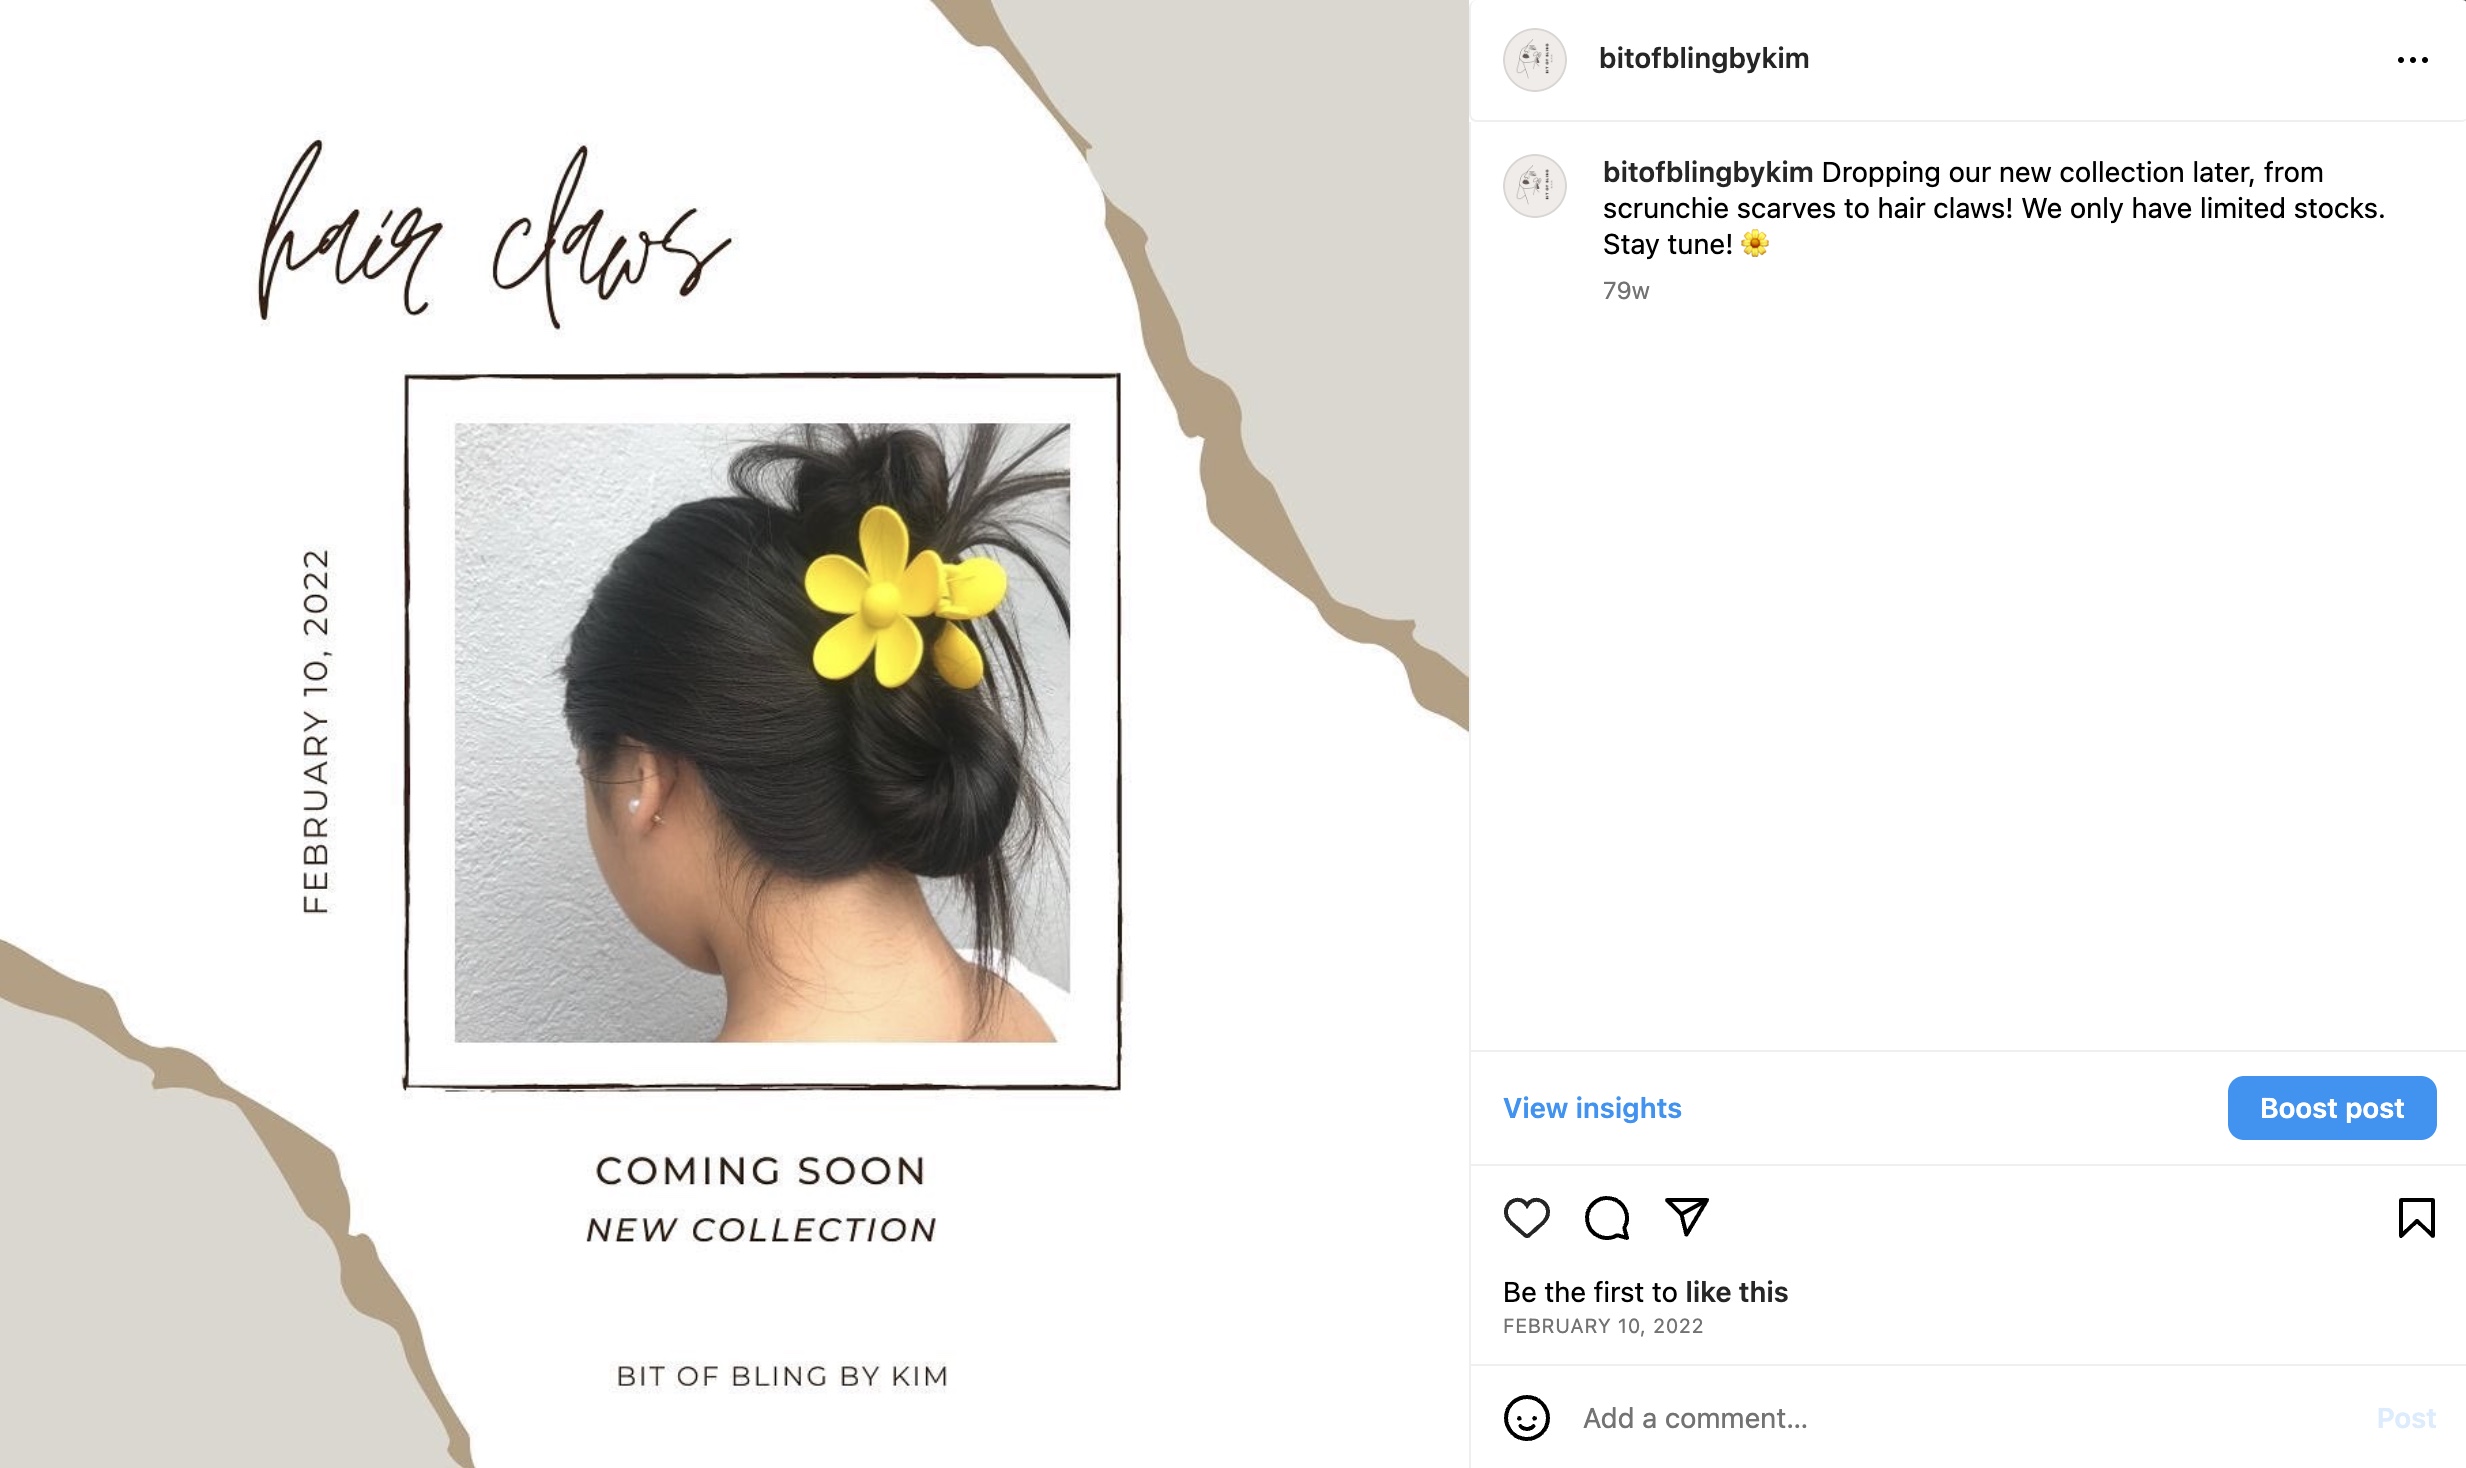 hair claws
FEBRUARY 10, 2022
COMING SOON
NEW COLLECTION
BIT OF BLING BY KIM
bitofblingbykim
bitofblingbykim Dropping our new collection later, from
scrunchie scarves to hair claws! We only have limited stocks.
Stay tune! 🌼
79w
View insights
Boost post
Be the first to like this
FEBRUARY 10, 2022
Add a comment...
Post